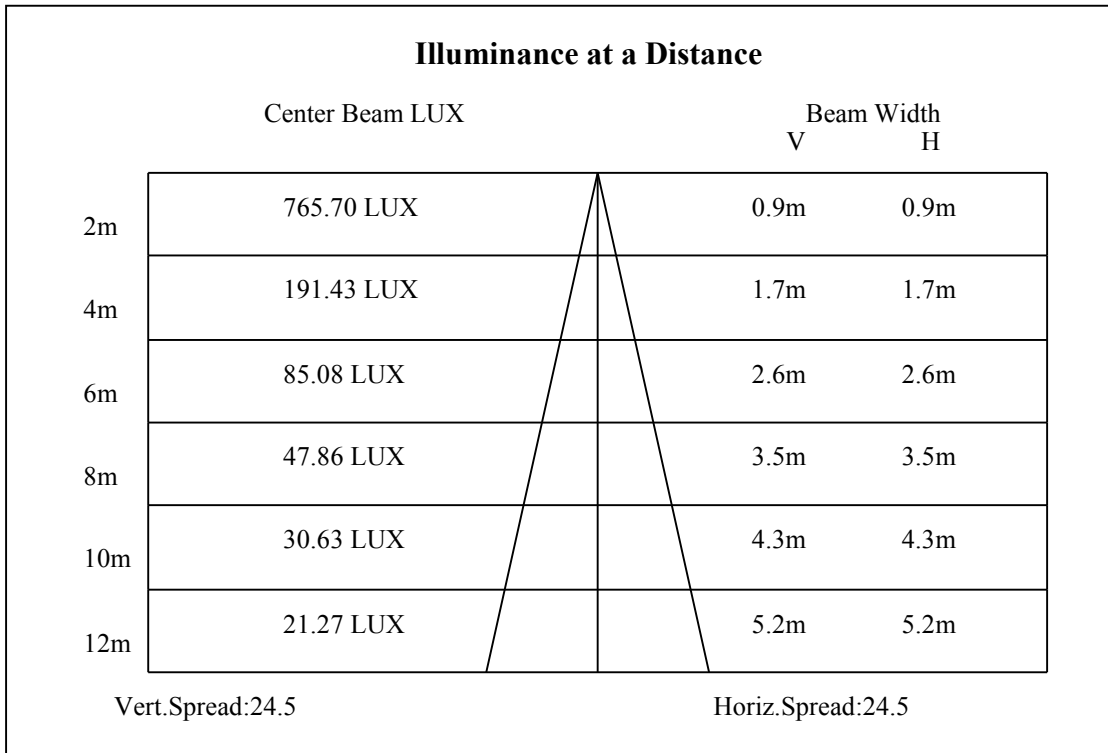 Illuminance at a Distance
Center Beam LUX Beam Width
V H
2m 765.70 LUX 0.9m 0.9m
4m 191.43 LUX 1.7m 1.7m
6m 85.08 LUX 2.6m 2.6m
8m 47.86 LUX 3.5m 3.5m
10m 30.63 LUX 4.3m 4.3m
12m 21.27 LUX 5.2m 5.2m
Vert.Spread:24.5 Horiz.Spread:24.5